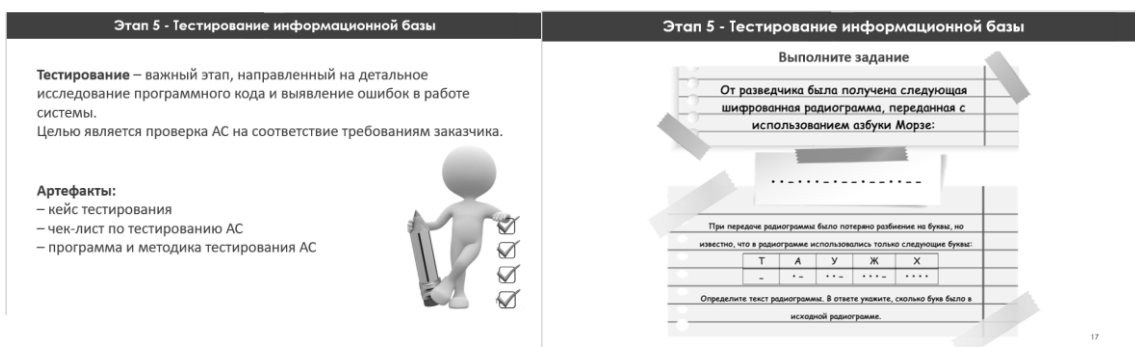 Этап 5 - Тестирование информационной базы
Тестирование – важный этап, направленный на детальное
исследование программного кода и выявление ошибок в работе
системы.
Целью является проверка АС на соответствие требованиям заказчика.
Артефакты:
– кейс тестирования
– чек-лист по тестированию АС
– программа и методика тестирования АС
Этап 5 - Тестирование информационной базы
Выполните задание
От разведчика была получена следующая
шифрованная радиограмма, переданная с
использованием азбуки Морзе:
• • – • • • – • – – • – – • • – –
При передаче радиограммы было потеряно разбиение на буквы, но
известно, что в радиограмме использовались только следующие буквы:
Т А У Ж Х
– • – • • – • • • – • • • •
Определите текст радиограммы. В ответе укажите, сколько букв было в
исходной радиограмме.
17